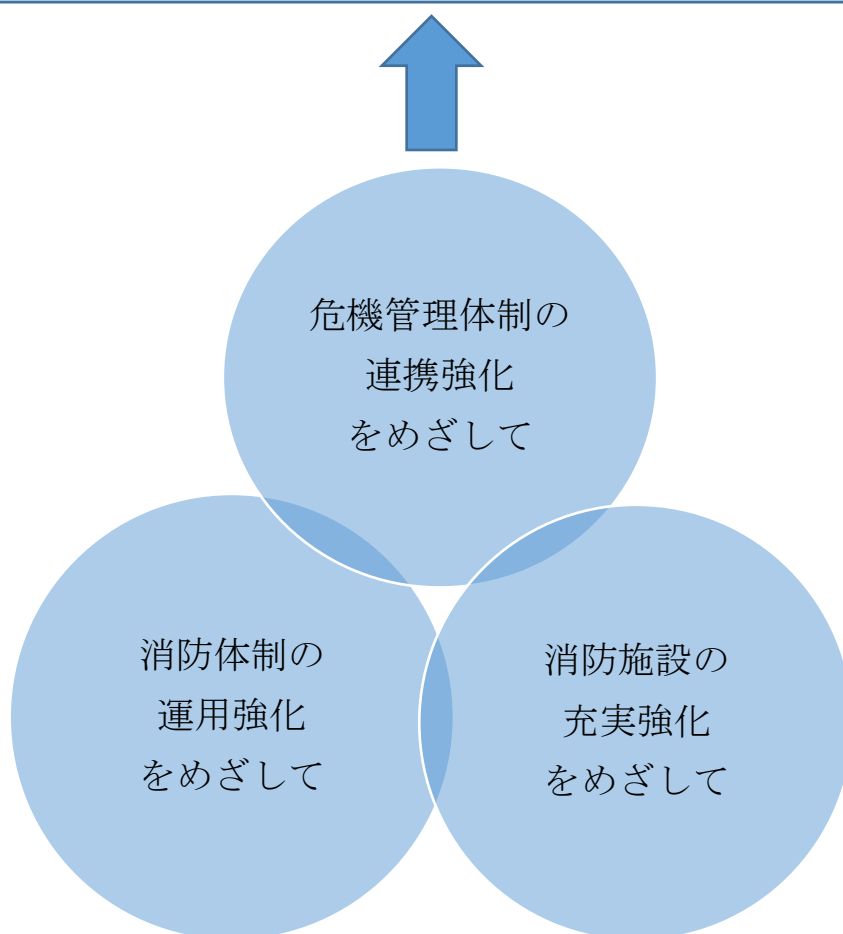 危機管理体制の
連携強化
をめざして
消防体制の
運用強化
をめざして
消防施設の
充実強化
をめざして